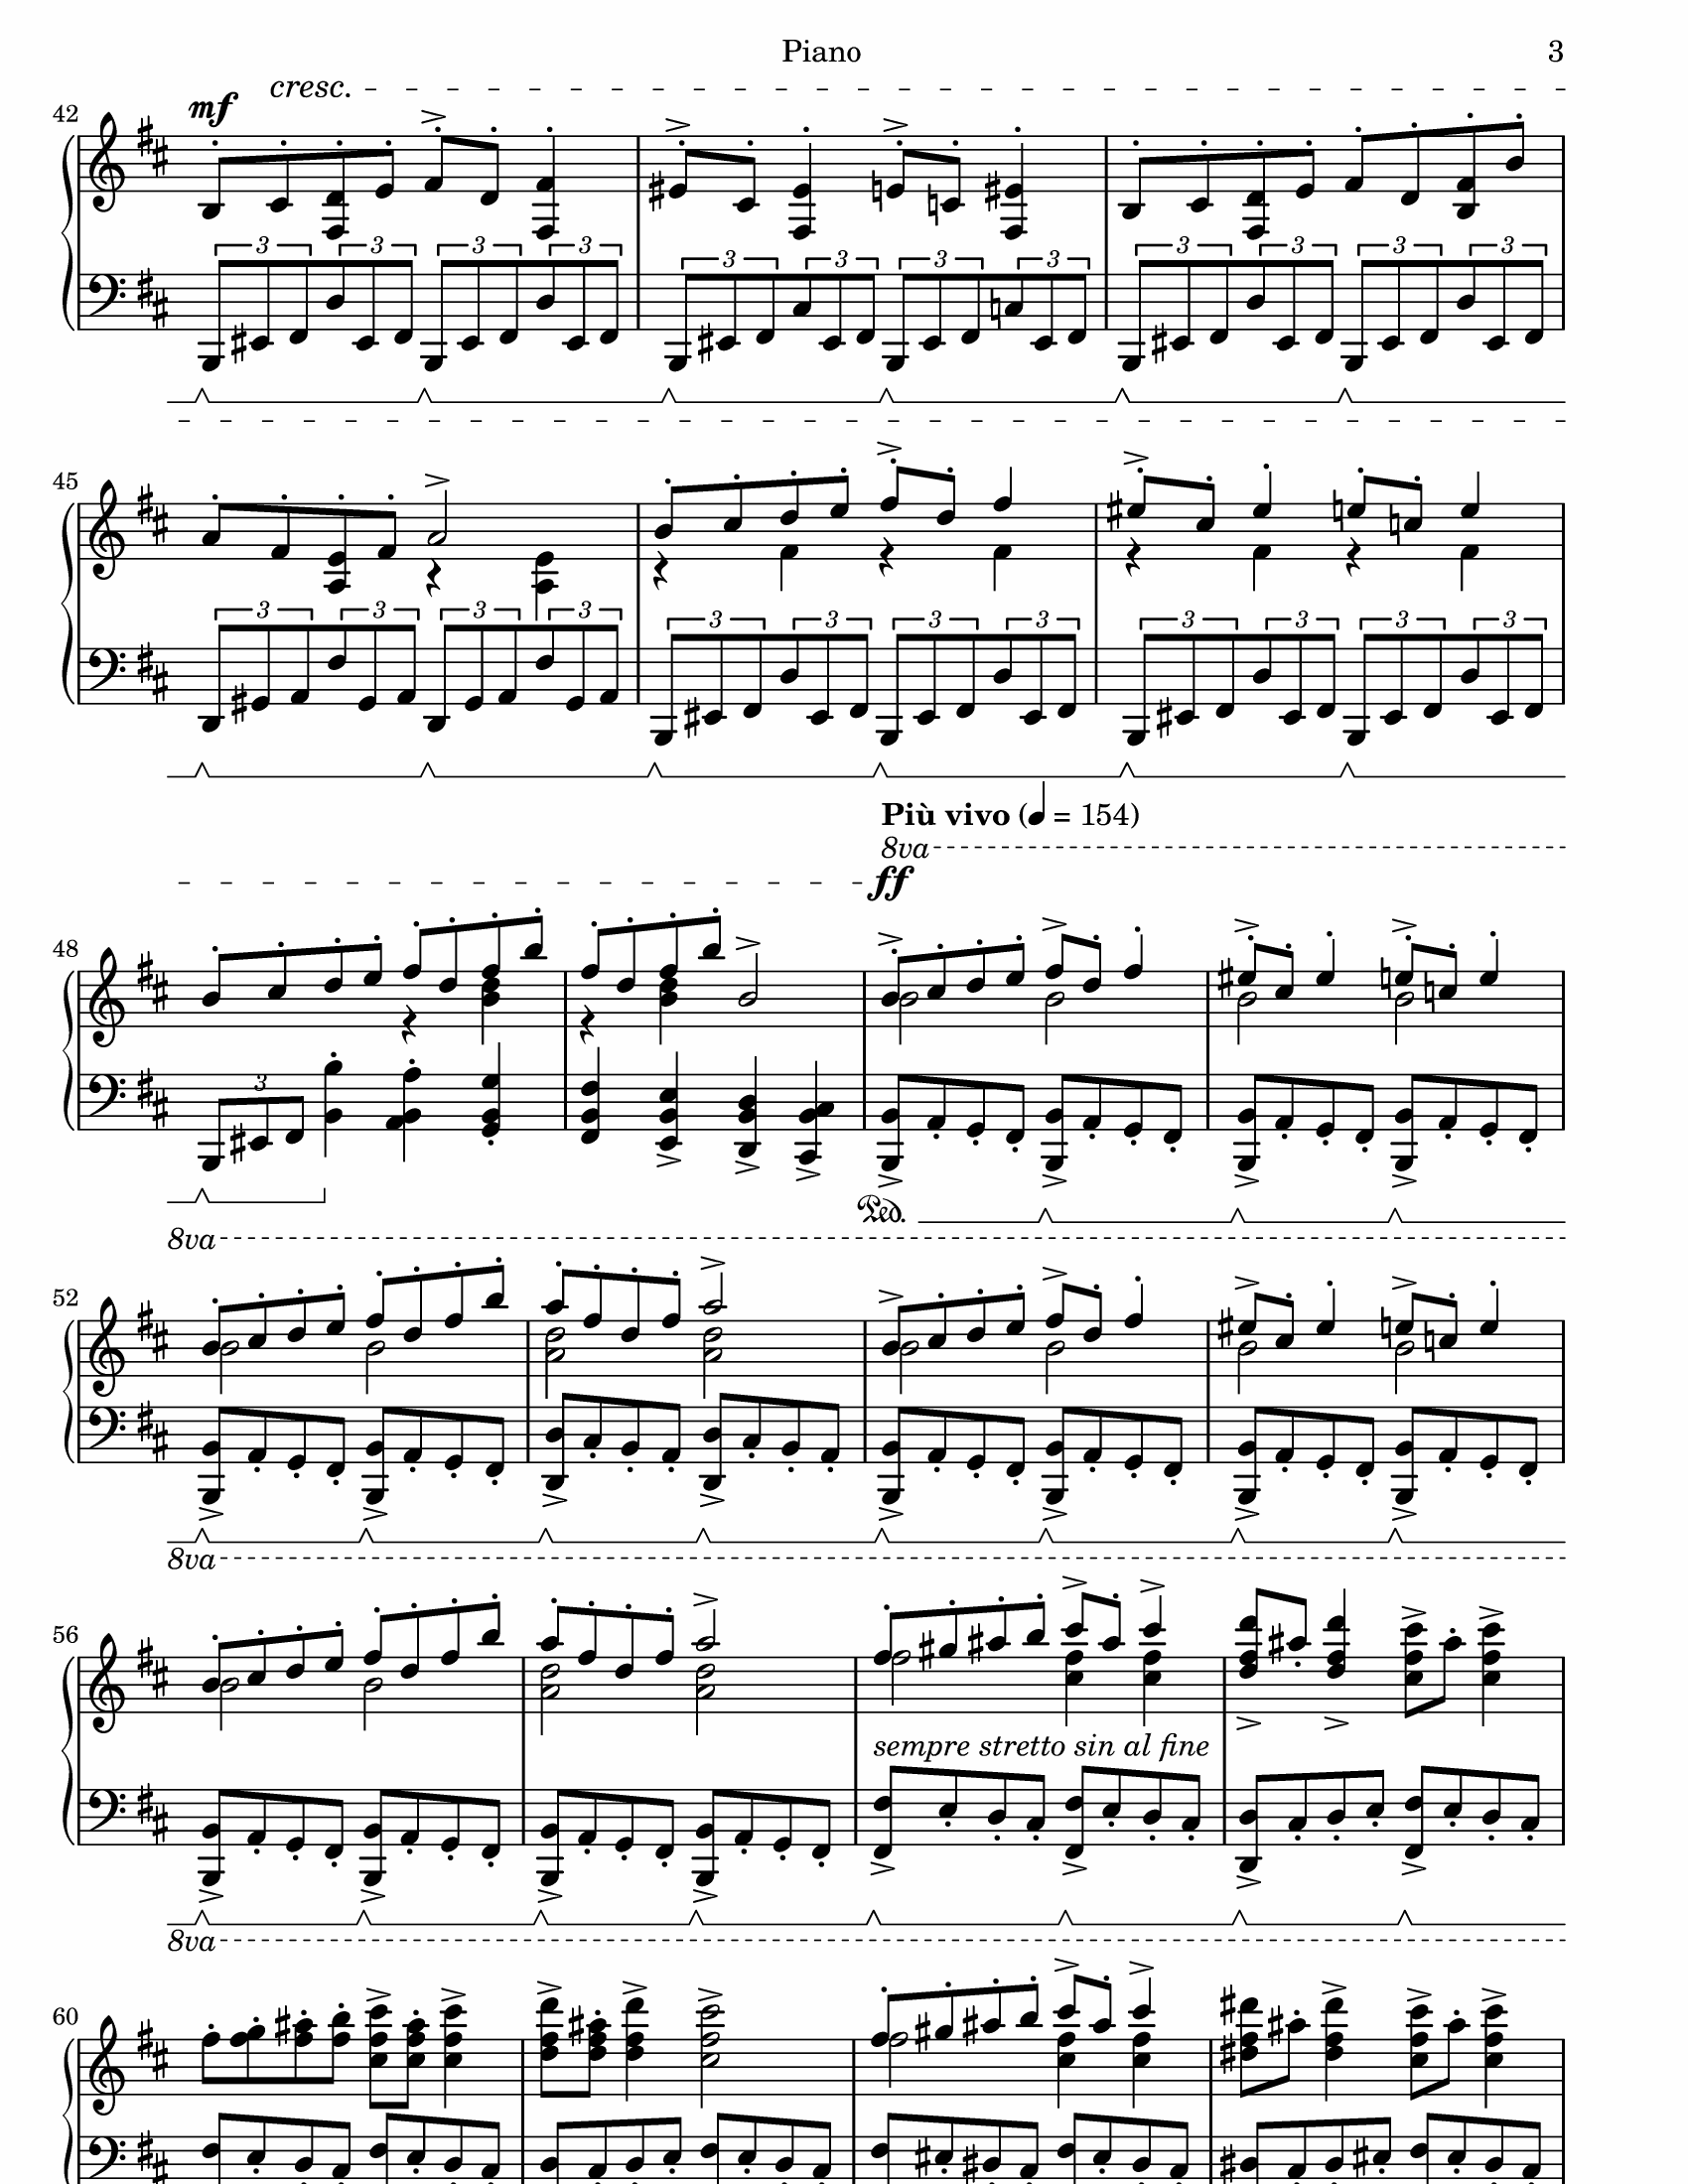 Piano 3
cresc.
mf
42
3 3 3 3 3 3 3 3 3 3 3 3
45
3 3 3 3 3 3 3 3 3 3 3 3
Più vivo (♩ = 154)
8va
ff
48
3
Ped.
8va
52
8va
56
sempre stretto sin al fine
8va
60